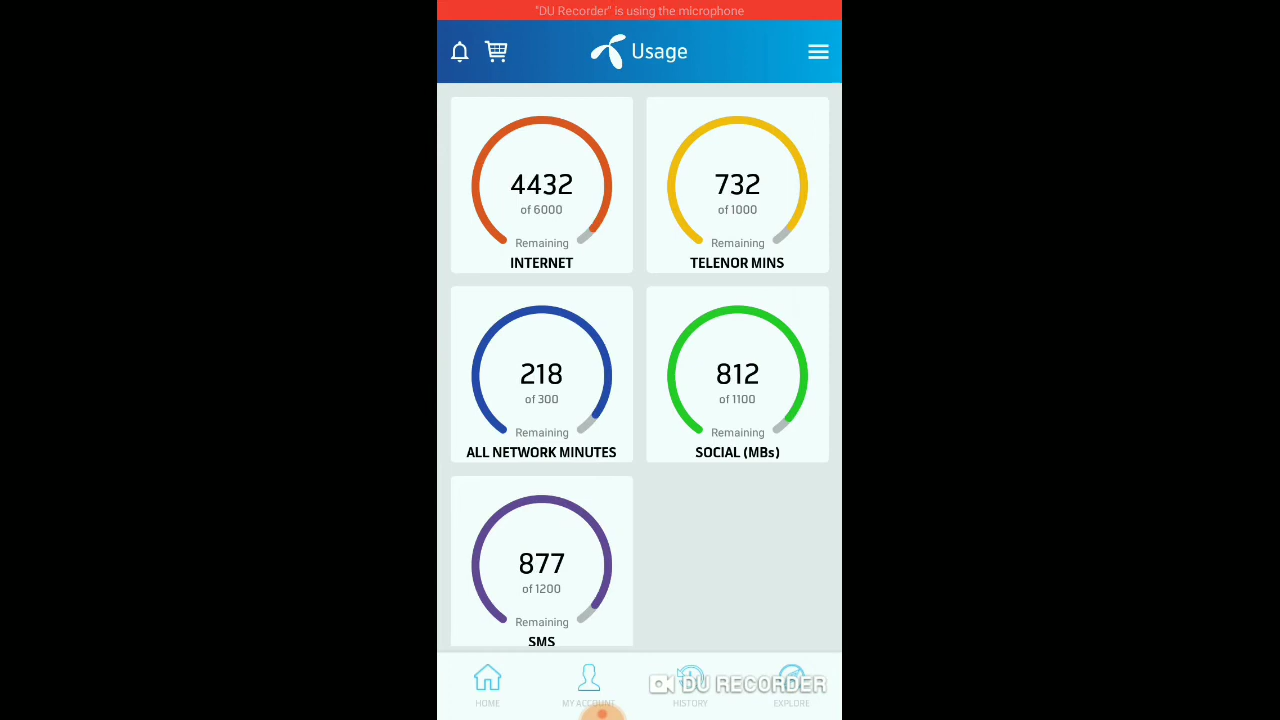 "DU Recorder" is using the microphone
Usage
4432
of 6000
Remaining
INTERNET
732
of 1000
Remaining
TELENOR MINS
218
of 300
Remaining
ALL NETWORK MINUTES
812
of 1100
Remaining
SOCIAL (MBs)
877
of 1200
Remaining
SMS
DU RECORDER
HOME
MY ACCOUNT
HISTORY
EXPLORE